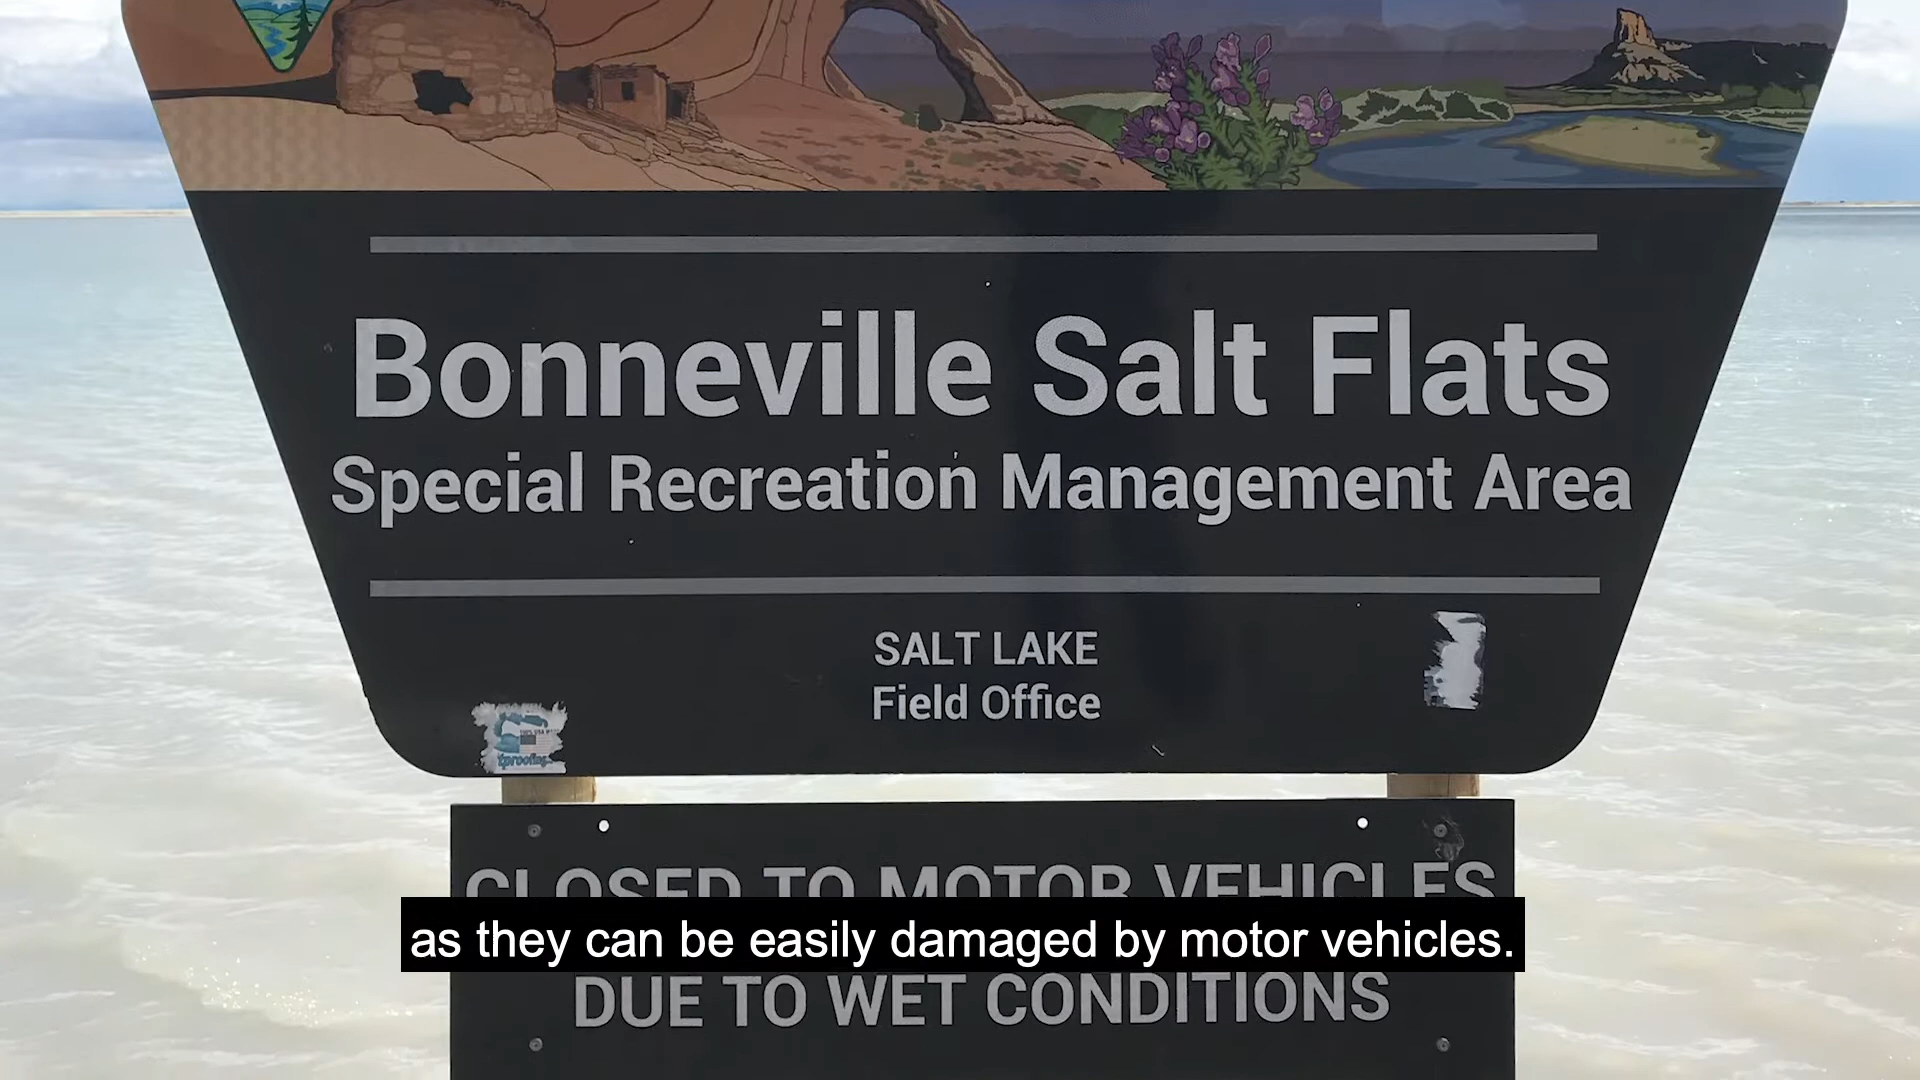 Bonneville Salt Flats
Special Recreation Management Area
SALT LAKE
Field Office
CLOSED TO MOTOR VEHICLES
as they can be easily damaged by motor vehicles.
DUE TO WET CONDITIONS